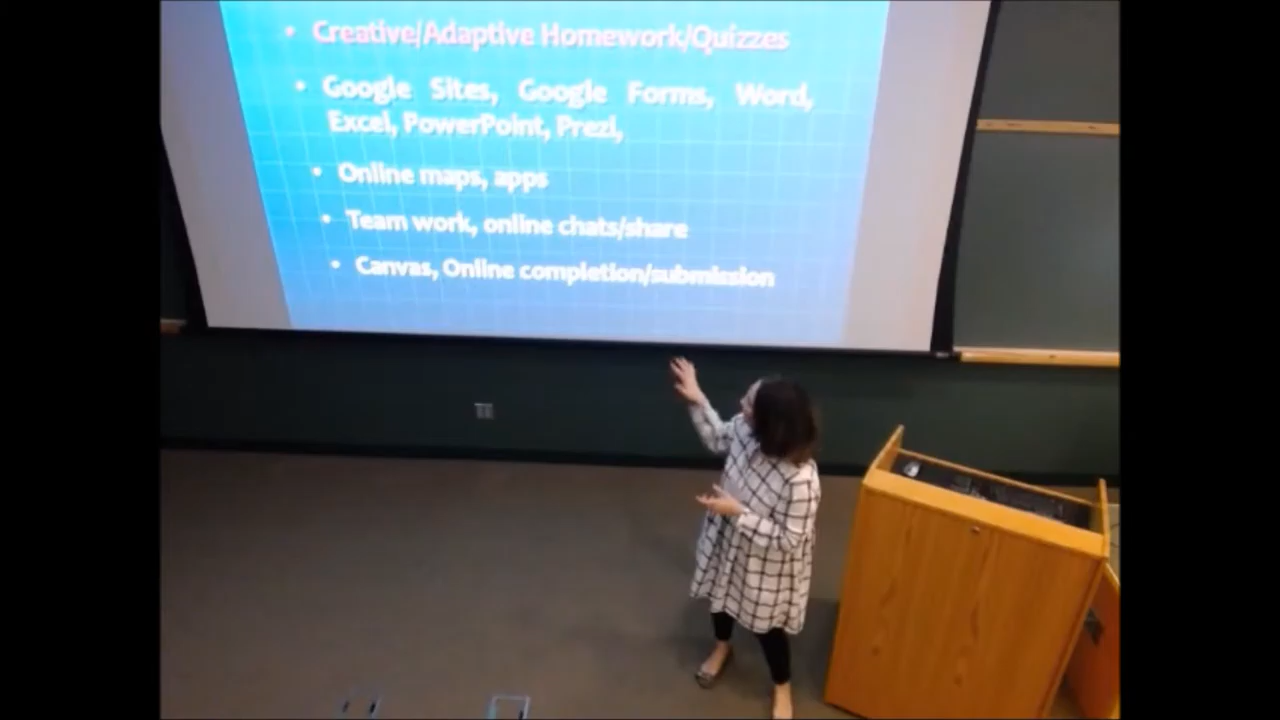 • Creative/Adaptive Homework/Quizzes
• Google Sites, Google Forms, Word,
Excel, PowerPoint, Prezi,
• Online maps, apps
• Team work, online chats/share
• Canvas, Online completion/submission